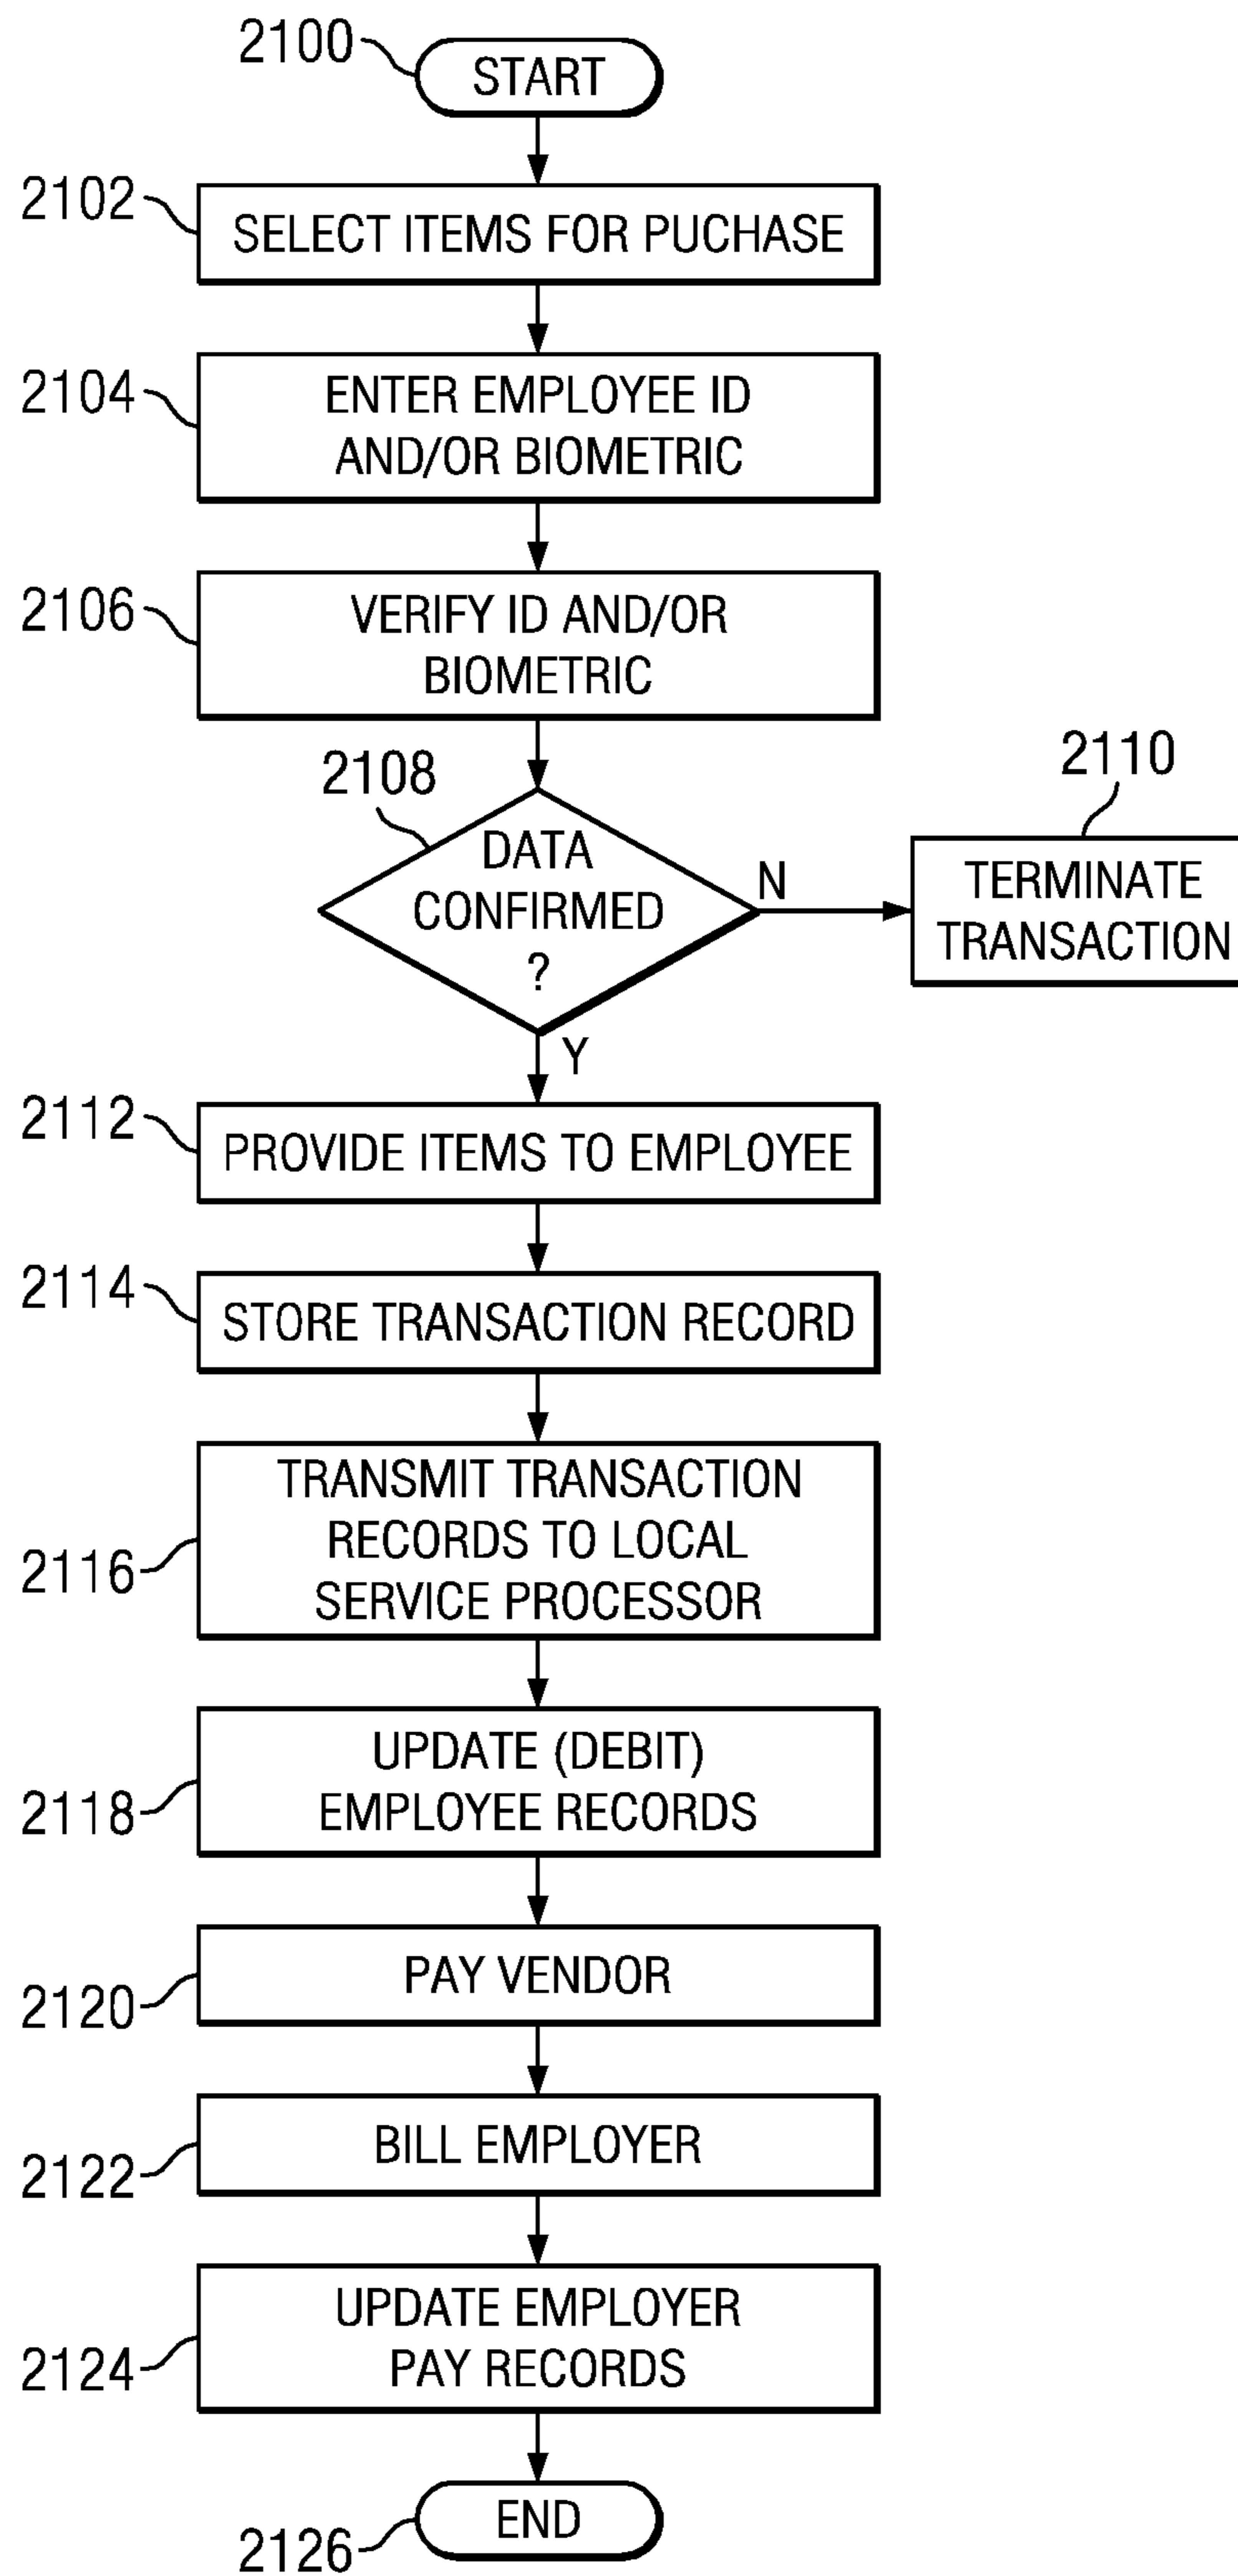 2100
START
2102
SELECT ITEMS FOR PUCHASE
2104
ENTER EMPLOYEE ID
AND/OR BIOMETRIC
2106
VERIFY ID AND/OR
BIOMETRIC
2108
DATA
CONFIRMED
?
N
2110
TERMINATE
TRANSACTION
Y
2112
PROVIDE ITEMS TO EMPLOYEE
2114
STORE TRANSACTION RECORD
2116
TRANSMIT TRANSACTION
RECORDS TO LOCAL
SERVICE PROCESSOR
2118
UPDATE (DEBIT)
EMPLOYEE RECORDS
2120
PAY VENDOR
2122
BILL EMPLOYER
2124
UPDATE EMPLOYER
PAY RECORDS
2126
END